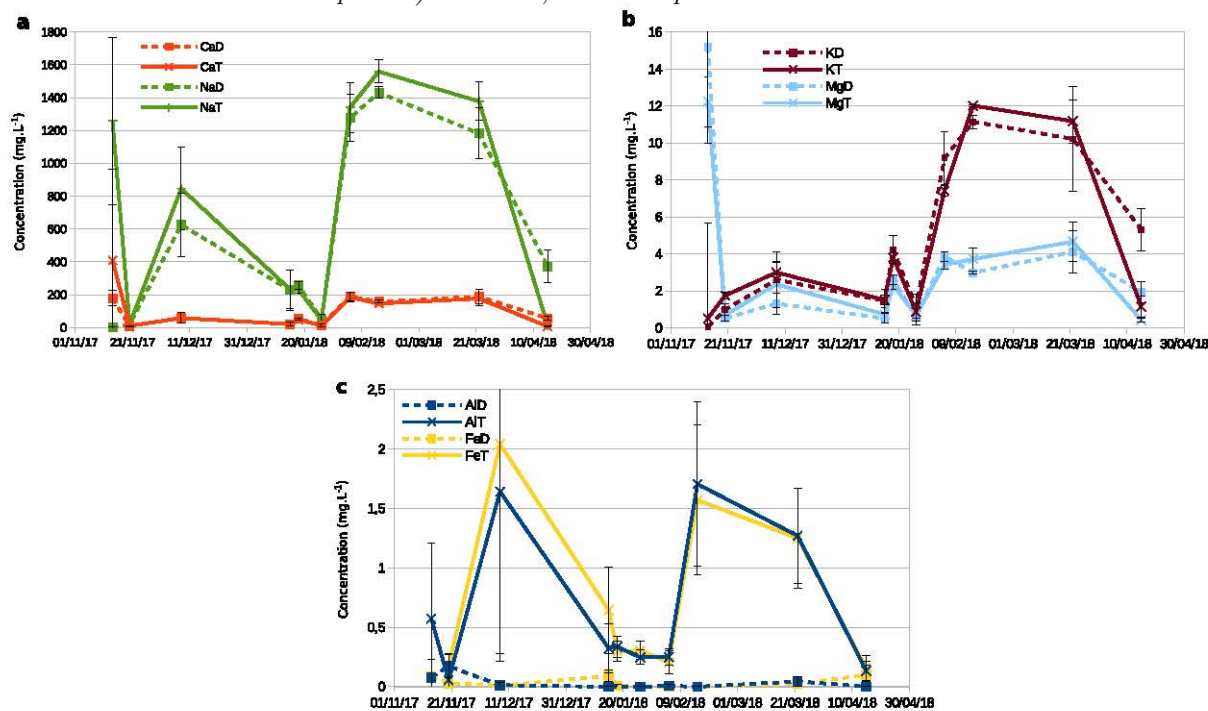 a
CaD
CaT
NaD
NaT
Concentration (mg.L-1)
1800
1600
1400
1200
1000
800
600
400
200
0
01/11/17 21/11/17 11/12/17 31/12/17 20/01/18 09/02/18 01/03/18 21/03/18 10/04/18 30/04/18
b
KD
KT
MgD
MgT
Concentration (mg.L-1)
16
14
12
10
8
6
4
2
0
01/11/17 21/11/17 11/12/17 31/12/17 20/01/18 09/02/18 01/03/18 21/03/18 10/04/18 30/04/18
c
AlD
AlT
FeD
FeT
Concentration (mg.L-1)
2,5
2
1,5
1
0,5
0
01/11/17 21/11/17 11/12/17 31/12/17 20/01/18 09/02/18 01/03/18 21/03/18 10/04/18 30/04/18